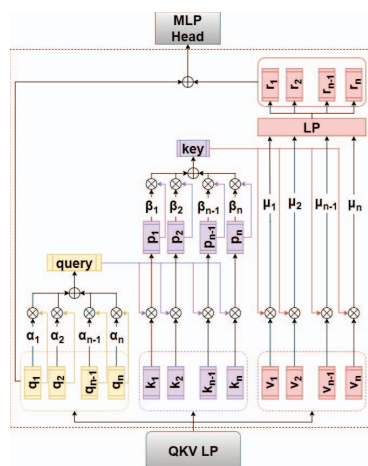 MLP
Head
r₁ r₂ rₙ₋₁ rₙ
LP
key
β₁ β₂ βₙ₋₁ βₙ
μ₁ μ₂ μₙ₋₁ μₙ
p₁ p₂ pₙ₋₁ pₙ
query
α₁ α₂ αₙ₋₁ αₙ
q₁ q₂ qₙ₋₁ qₙ k₁ k₂ kₙ₋₁ kₙ v₁ v₂ vₙ₋₁ vₙ
QKV LP